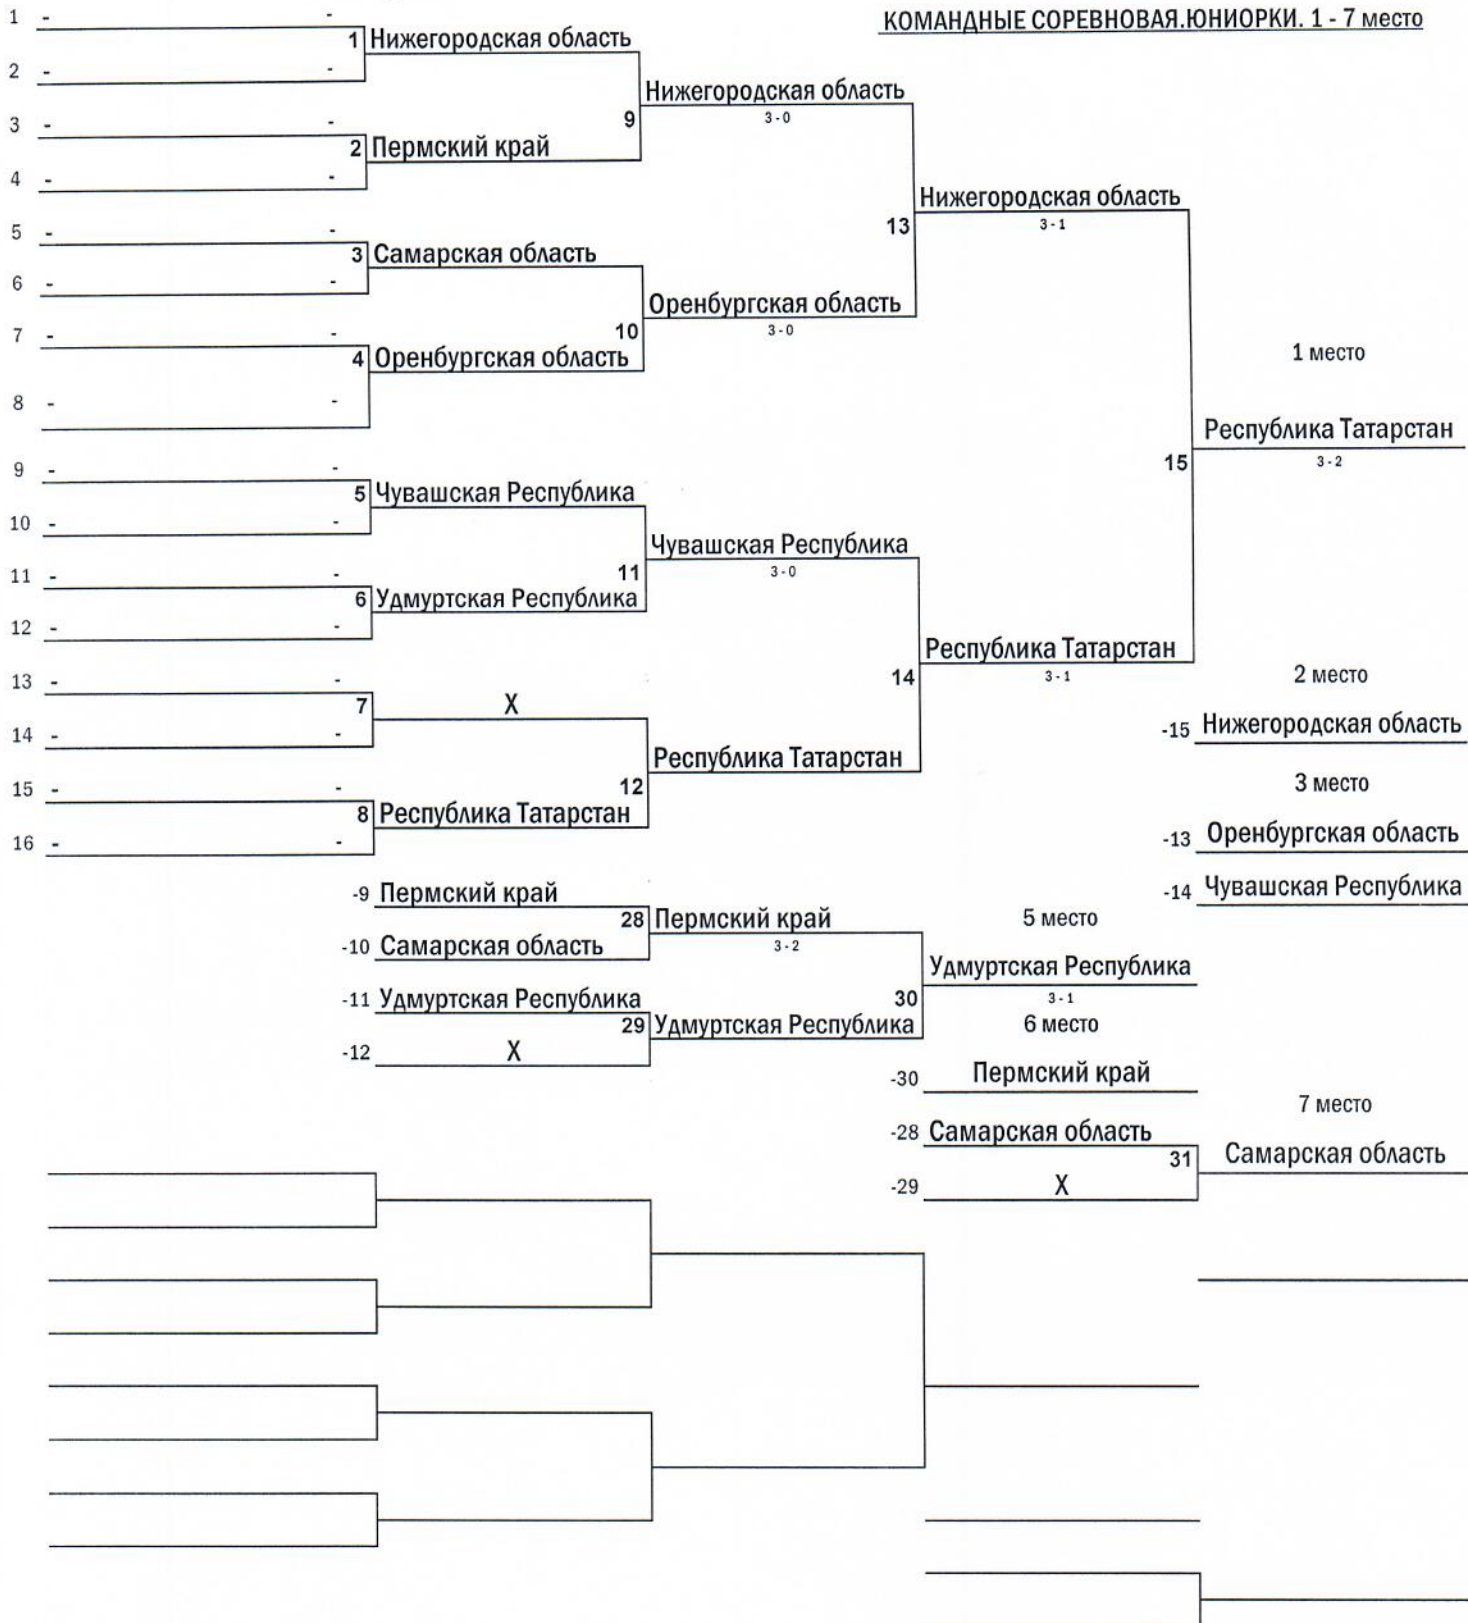 КОМАНДНЫЕ СОРЕВНОВАЯ.ЮНИОРКИ. 1 - 7 место
1 - -
1 Нижегородская область
2 - -
Нижегородская область
9 3-0
3 - -
2 Пермский край
4 - -
Нижегородская область
13 3-1
5 - -
3 Самарская область
6 - -
Оренбургская область
10 3-0
7 - -
4 Оренбургская область
1 место
8 - -
Республика Татарстан
15 3-2
9 - -
5 Чувашская Республика
10 - -
Чувашская Республика
11 3-0
11 - -
6 Удмуртская Республика
12 - -
Республика Татарстан
14 3-1
13 - -
7 X
2 место
14 - -
-15 Нижегородская область
Республика Татарстан
12
15 - -
3 место
8 Республика Татарстан
16 - -
-13 Оренбургская область
-14 Чувашская Республика
-9 Пермский край
28 Пермский край
3-2
5 место
-10 Самарская область
Удмуртская Республика
30 3-1
-11 Удмуртская Республика
29 Удмуртская Республика
6 место
-12 X
-30 Пермский край
7 место
-28 Самарская область
31 Самарская область
-29 X